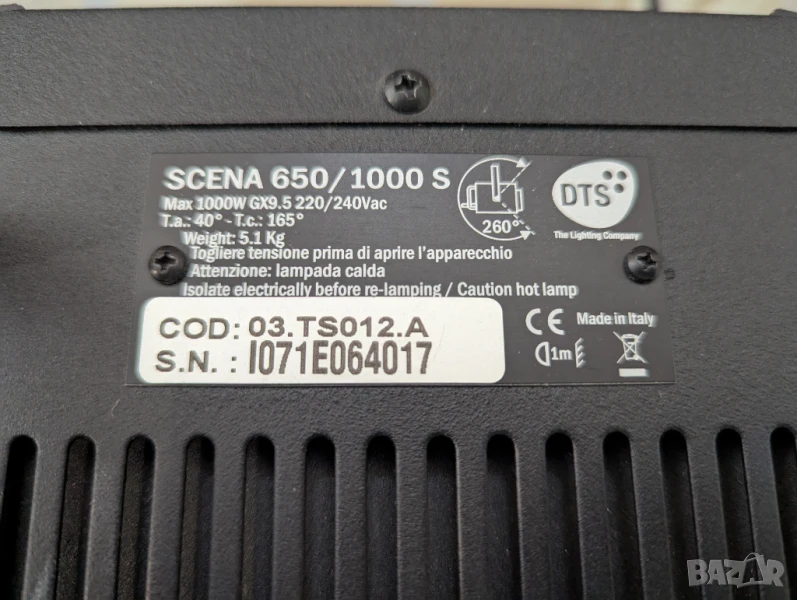 SCENA 650/1000 S
Max 1000W GX9.5 220/240Vac
T.a.: 40° - T.c.: 165°
Weight: 5.1 Kg
Togliere tensione prima di aprire l'apparecchio
Attenzione: lampada calda
Isolate electrically before re-lamping / Caution hot lamp
260°
DTS
The Lighting Company
COD: 03.TS012.A
S.N. : I071E064017
CE Made in Italy
1m
BAZAR